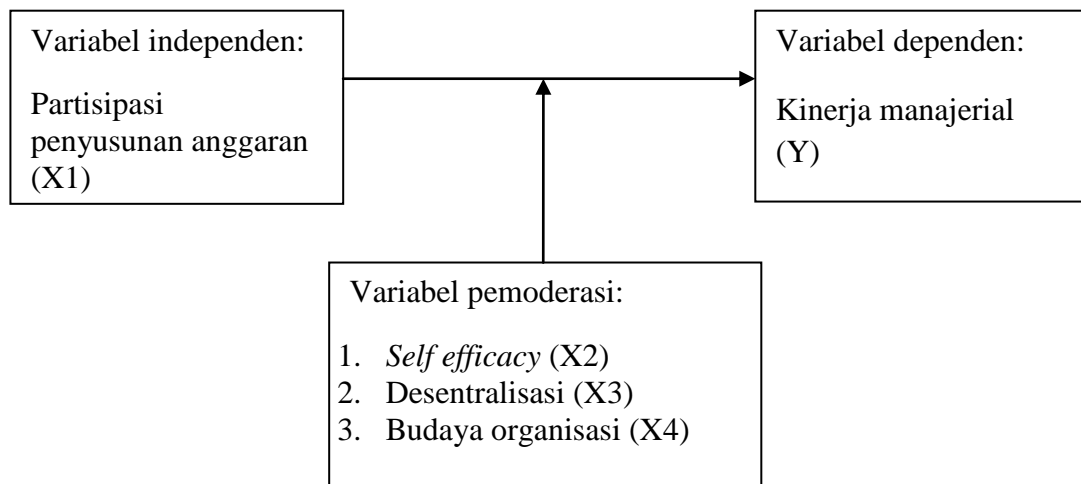 Variabel independen:
Partisipasi
penyusunan anggaran
(X1)
Variabel dependen:
Kinerja manajerial
(Y)
Variabel pemoderasi:
1. Self efficacy (X2)
2. Desentralisasi (X3)
3. Budaya organisasi (X4)